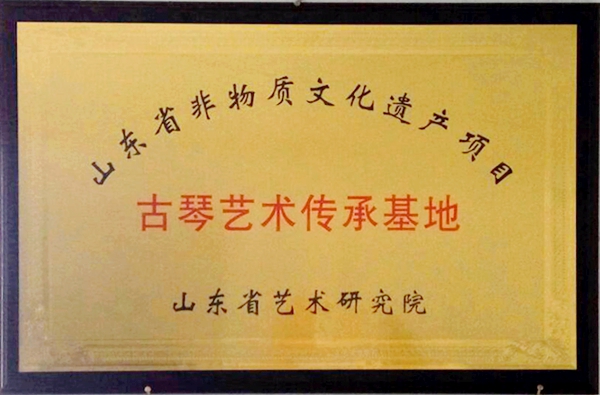 山东省非物质文化遗产项目
古琴艺术传承基地
山东省艺术研究院